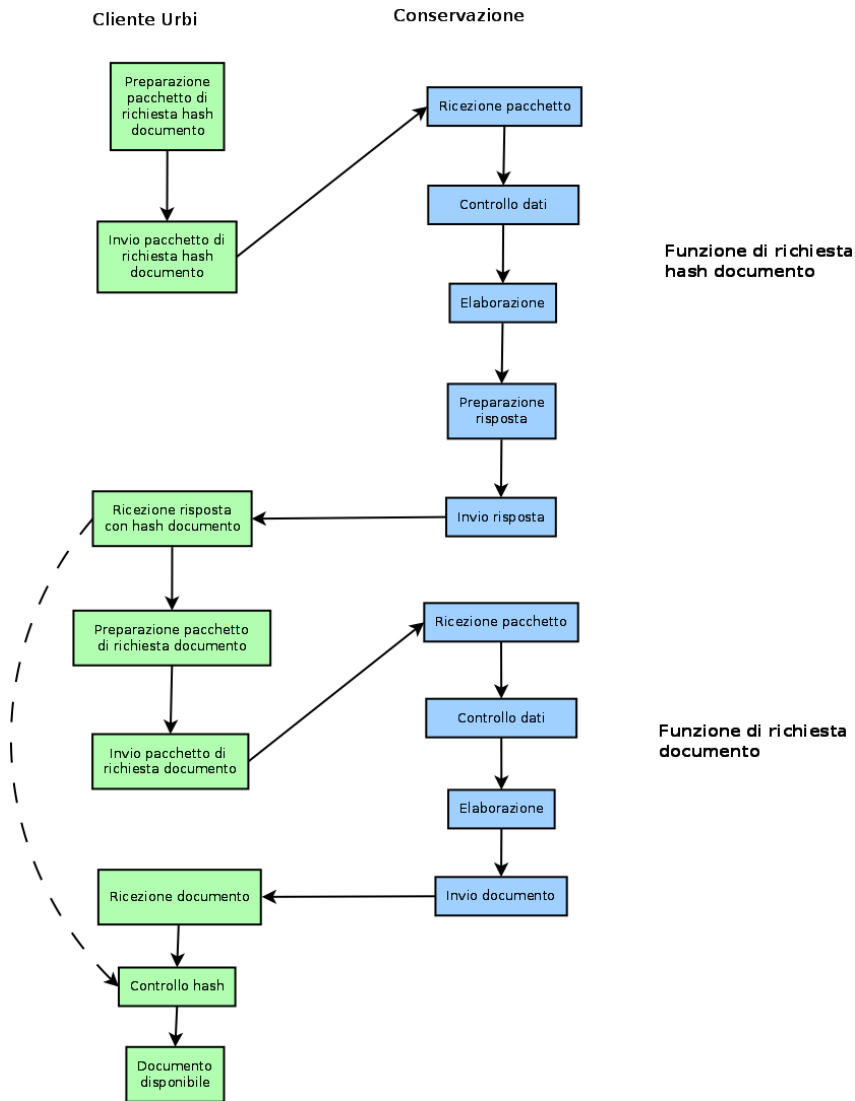 Cliente Urbi
Conservazione
Preparazione
pacchetto di
richiesta hash
documento
Ricezione pacchetto
Controllo dati
Invio pacchetto di
richiesta hash
documento
Funzione di richiesta
hash documento
Elaborazione
Preparazione
risposta
Ricezione risposta
con hash documento
Invio risposta
Preparazione pacchetto
di richiesta documento
Ricezione pacchetto
Controllo dati
Funzione di richiesta
documento
Invio pacchetto di
richiesta documento
Elaborazione
Ricezione documento
Invio documento
Controllo hash
Documento
disponibile